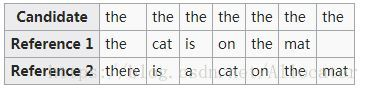 Candidate the the the the the the the
Reference 1 the cat is on the mat
Reference 2 there is a cat on the mat